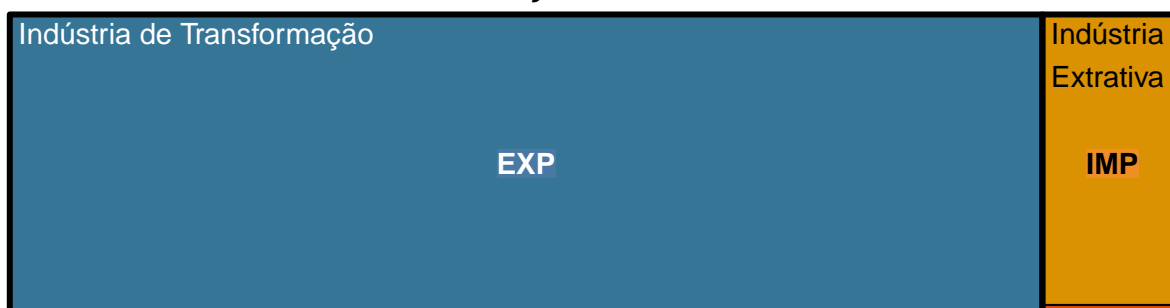 Indústria de Transformação
EXP
Indústria
Extrativa
IMP